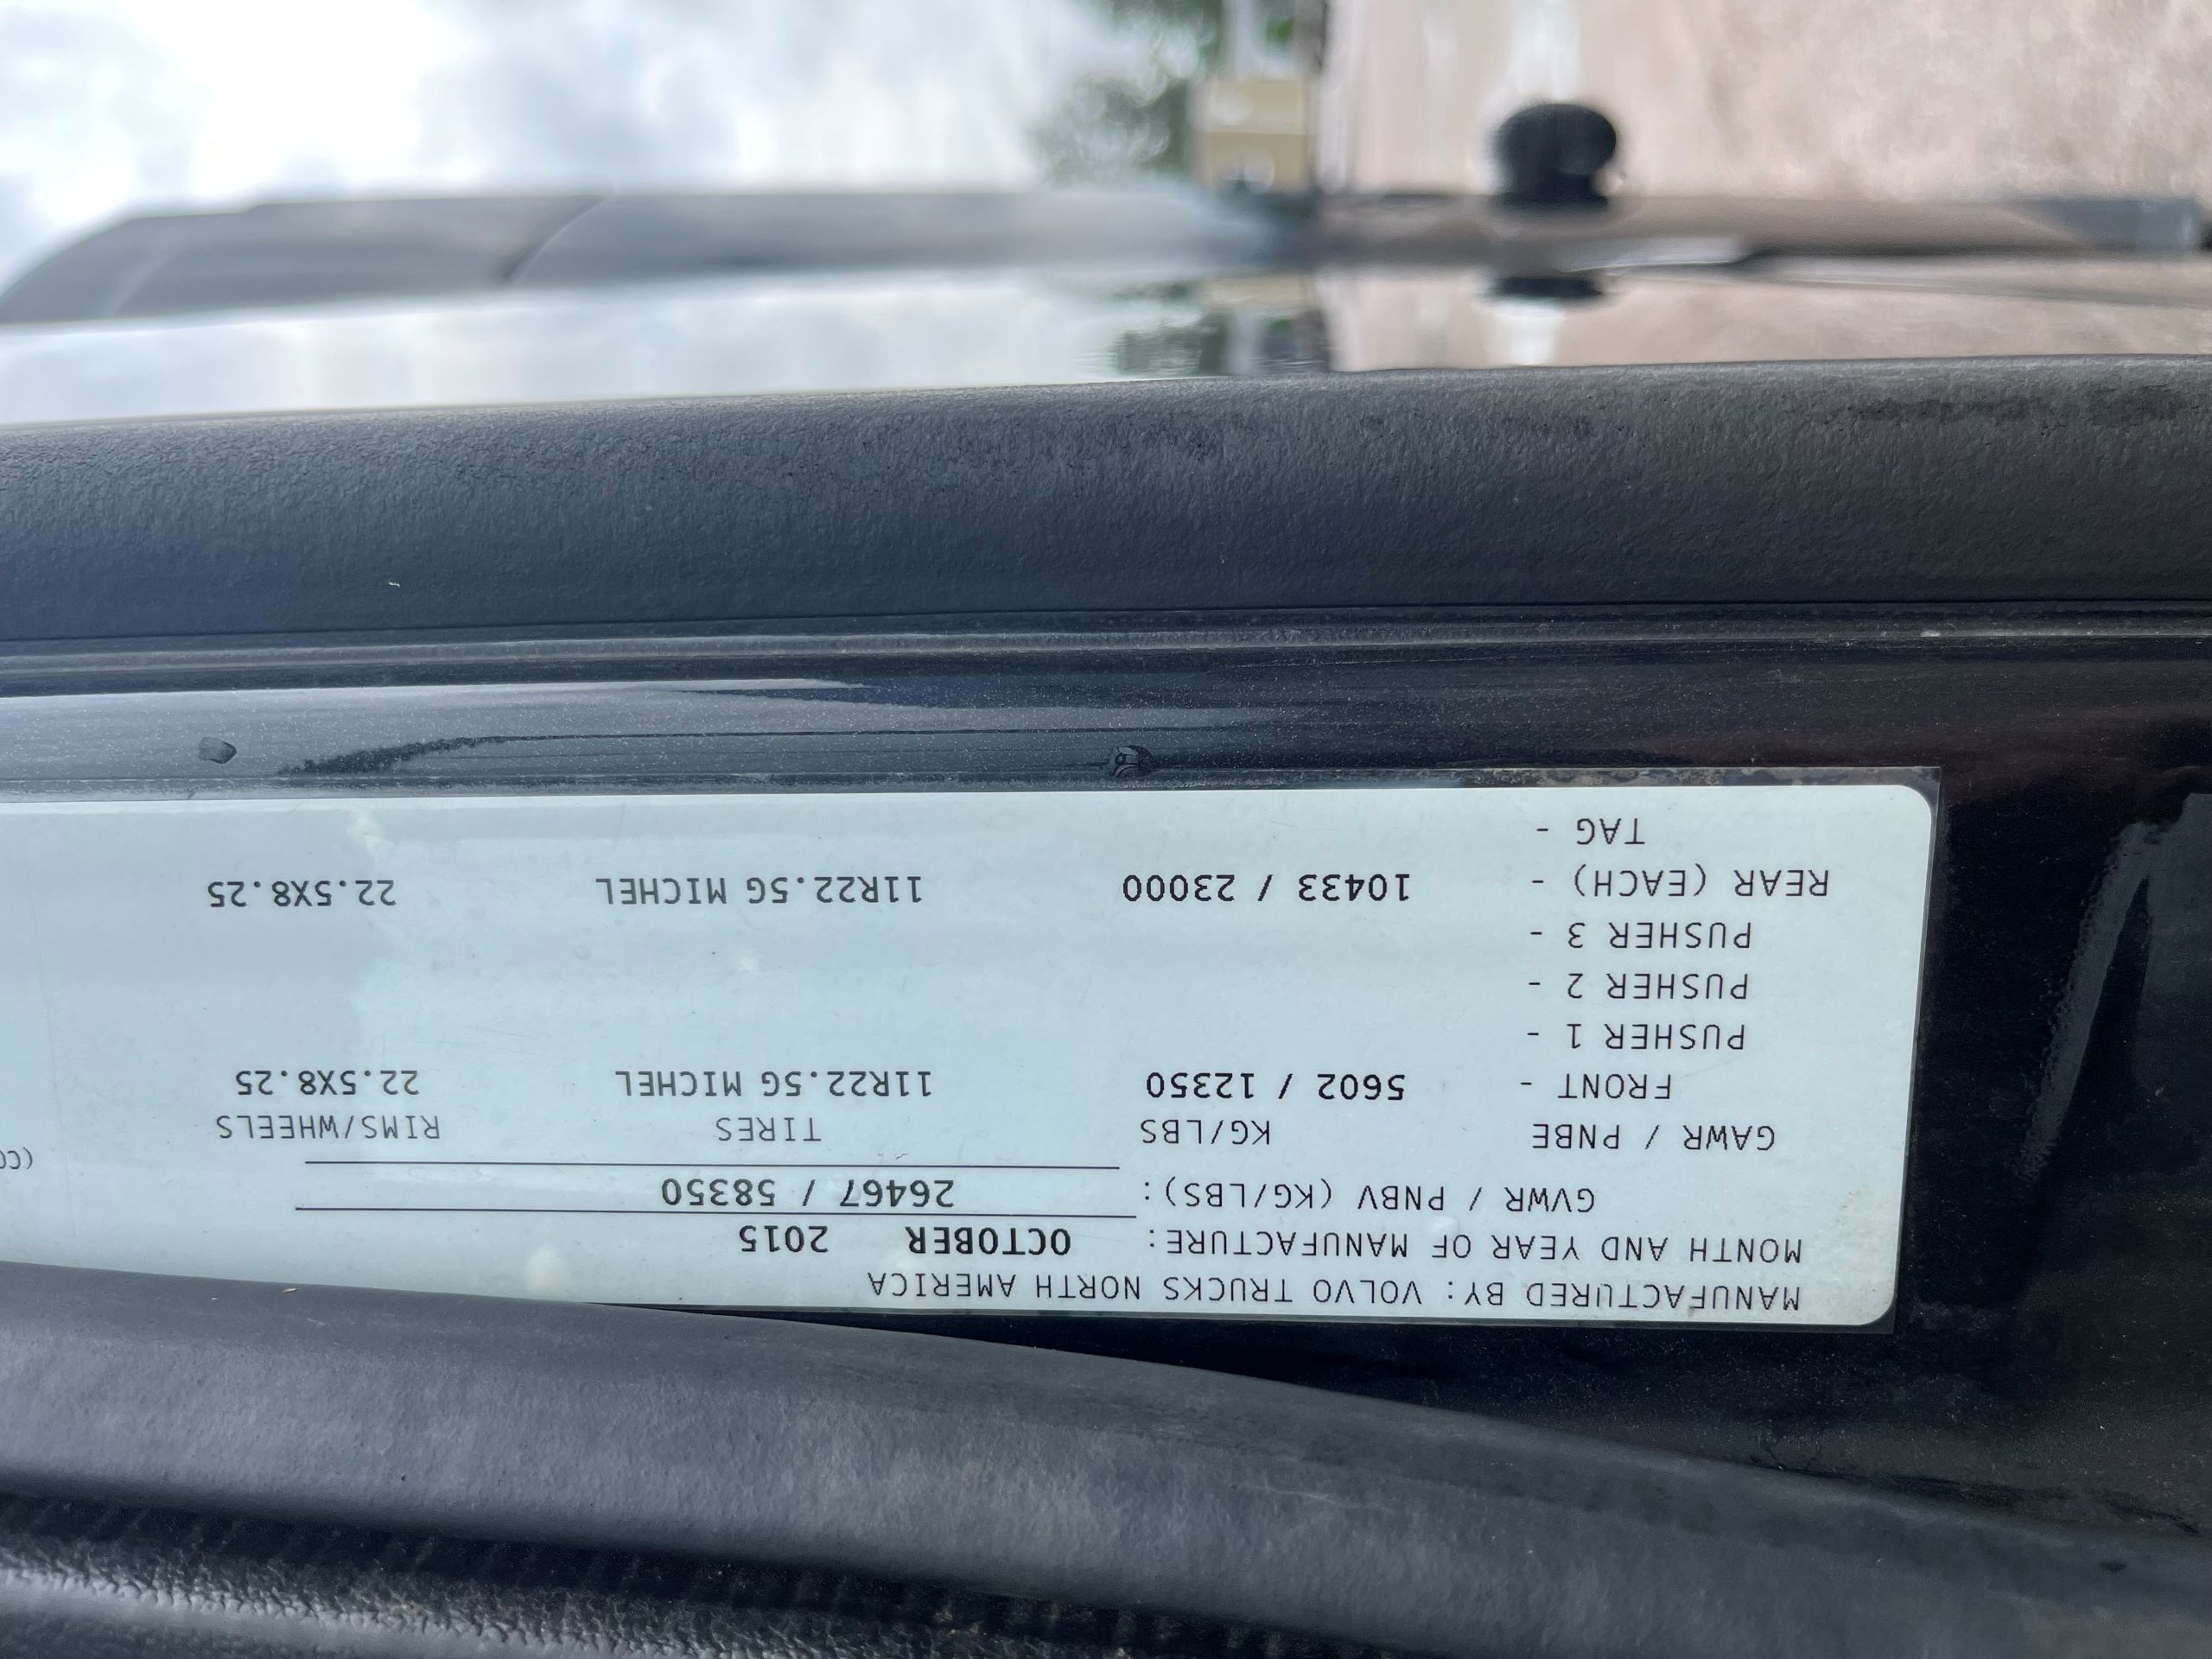 MANUFACTURED BY: VOLVO TRUCKS NORTH AMERICA
MONTH AND YEAR OF MANUFACTURE: OCTOBER 2015
GVWR / PNBV (KG/LBS): 26467 / 58350
GAWR / PNBE KG/LBS TIRES RIMS/WHEELS
FRONT - 5602 / 12350 11R22.5G MICHEL 22.5X8.25
PUSHER 1 -
PUSHER 2 -
PUSHER 3 -
REAR (EACH) - 10433 / 23000 11R22.5G MICHEL 22.5X8.25
TAG -